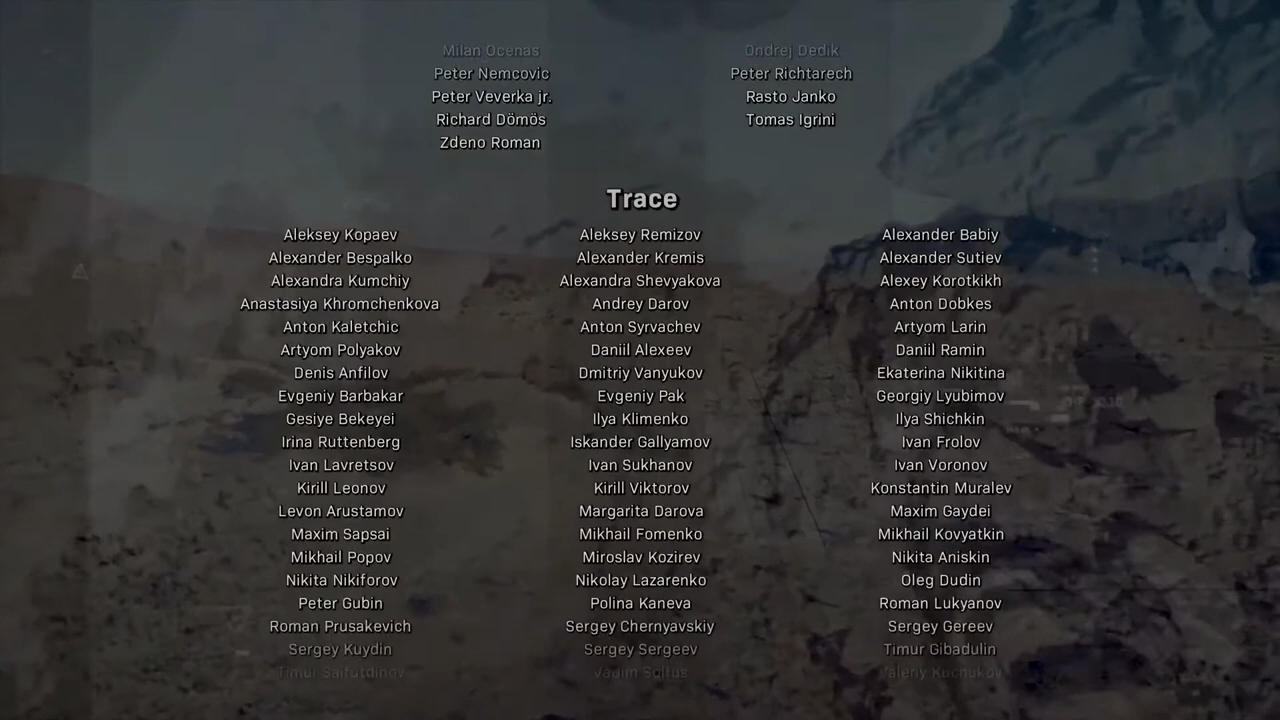 Milan Ocenas Ondrej Dedik
Peter Nemcovic Peter Richtarech
Peter Veverka jr. Rasto Janko
Richard Dömös Tomas Igrini
Zdeno Roman
Trace
Aleksey Kopaev Aleksey Remizov Alexander Babiy
Alexander Bespalko Alexander Kremis Alexander Sutiev
Alexandra Kumchiy Alexandra Shevyakova Alexey Korotkikh
Anastasiya Khromchenkova Andrey Darov Anton Dobkes
Anton Kaletchic Anton Syrvachev Artyom Larin
Artyom Polyakov Daniil Alexeev Daniil Ramin
Denis Anfilov Dmitriy Vanyukov Ekaterina Nikitina
Evgeniy Barbakar Evgeniy Pak Georgiy Lyubimov
Gesiye Bekeyei Ilya Klimenko Ilya Shichkin
Irina Ruttenberg Iskander Gallyamov Ivan Frolov
Ivan Lavretsov Ivan Sukhanov Ivan Voronov
Kirill Leonov Kirill Viktorov Konstantin Muralev
Levon Arustamov Margarita Darova Maxim Gaydei
Maxim Sapsai Mikhail Fomenko Mikhail Kovyatkin
Mikhail Popov Miroslav Kozirev Nikita Aniskin
Nikita Nikiforov Nikolay Lazarenko Oleg Dudin
Peter Gubin Polina Kaneva Roman Lukyanov
Roman Prusakevich Sergey Chernyavskiy Sergey Gereev
Sergey Kuydin Sergey Sergeev Timur Gibadulin
Timur Saifutdinov Vadim Soltus Valeriy Kuchukov